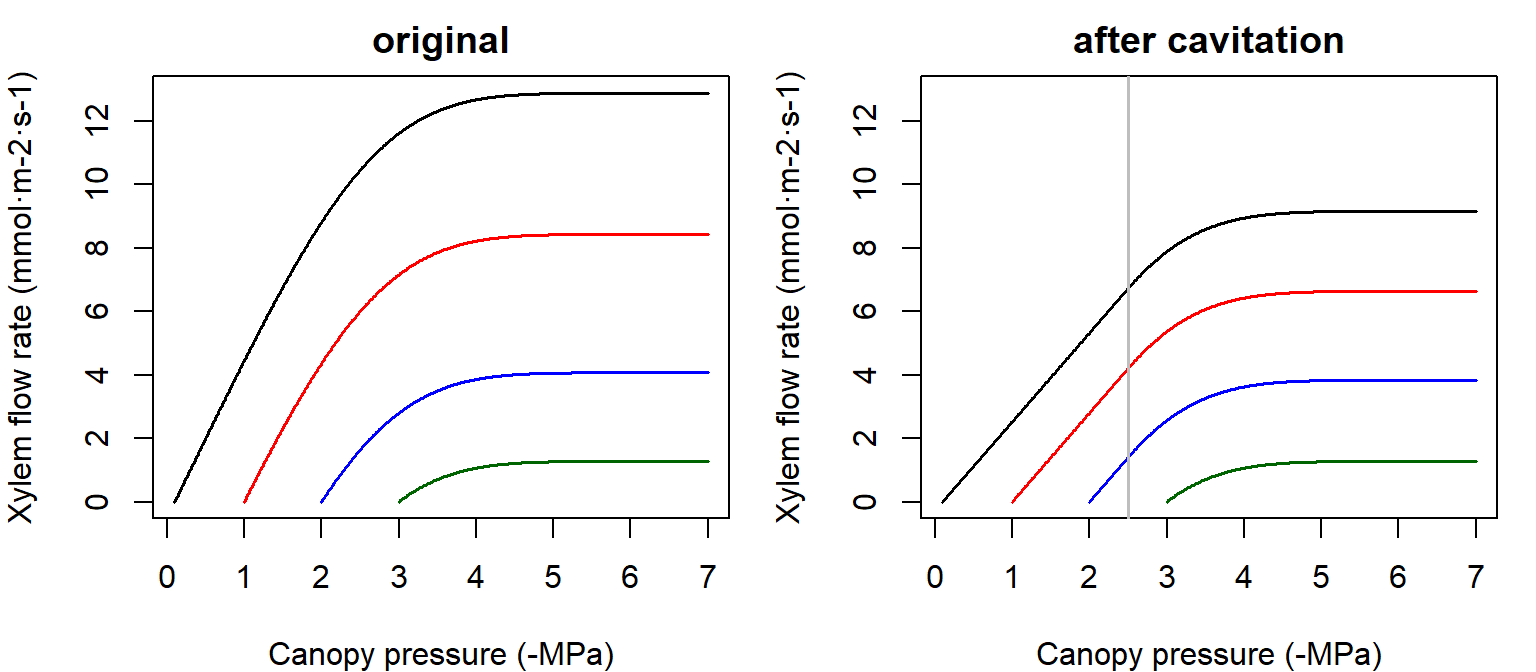 original
Xylem flow rate (mmol·m-2·s-1)
12
10
8
6
4
2
0
0 1 2 3 4 5 6 7
Canopy pressure (-MPa)
after cavitation
Xylem flow rate (mmol·m-2·s-1)
12
10
8
6
4
2
0
0 1 2 3 4 5 6 7
Canopy pressure (-MPa)